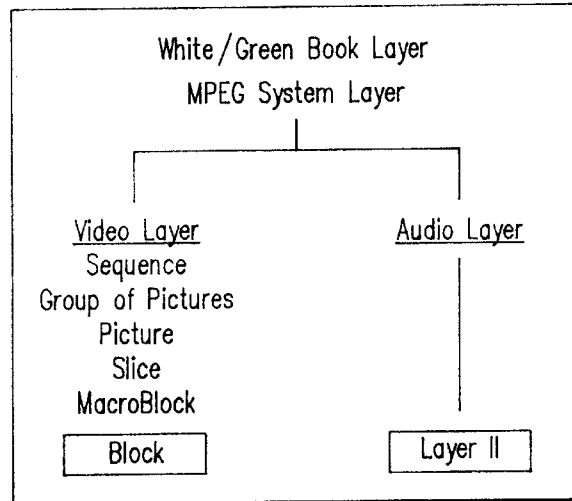 White/Green Book Layer
MPEG System Layer
Video Layer
Sequence
Group of Pictures
Picture
Slice
MacroBlock
Block
Audio Layer
Layer II